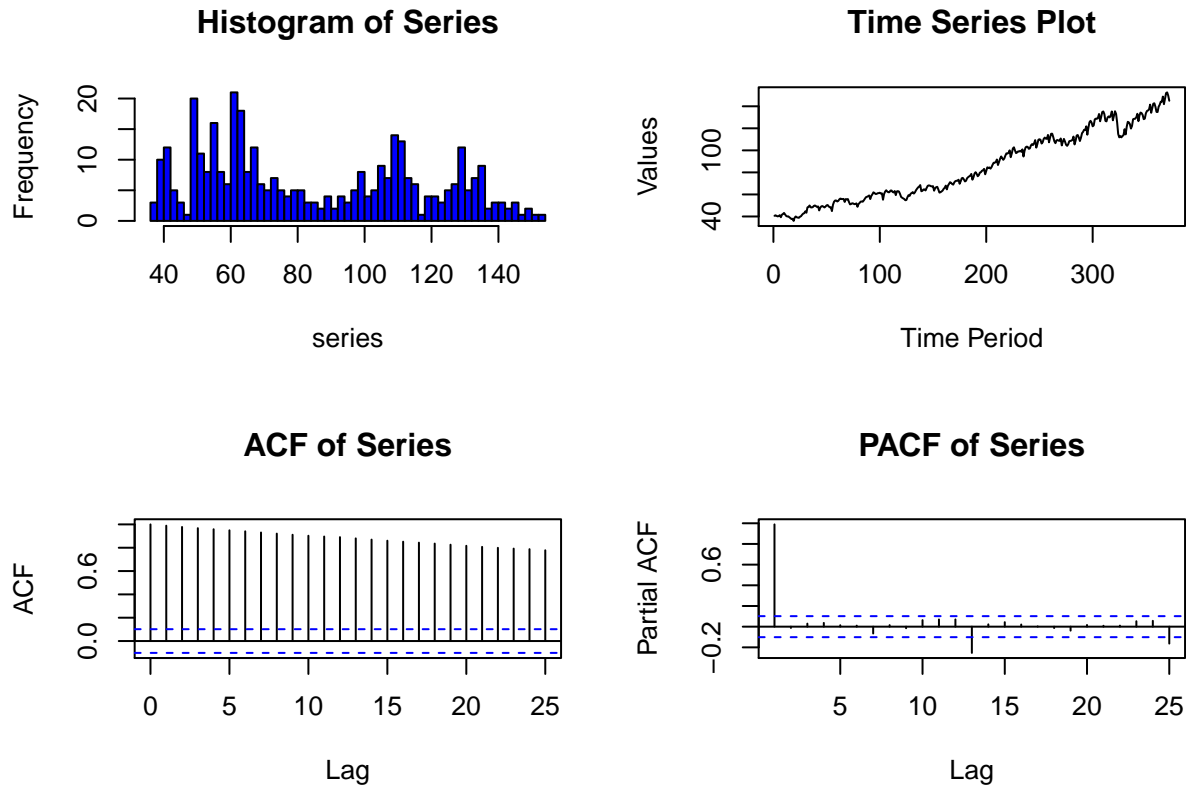 Histogram of Series
Frequency
20
10
0
40 60 80 100 120 140
series
Time Series Plot
Values
100
40
0 100 200 300
Time Period
ACF of Series
ACF
0.6
0.0
0 5 10 15 20 25
Lag
PACF of Series
Partial ACF
0.6
−0.2
5 10 15 20 25
Lag